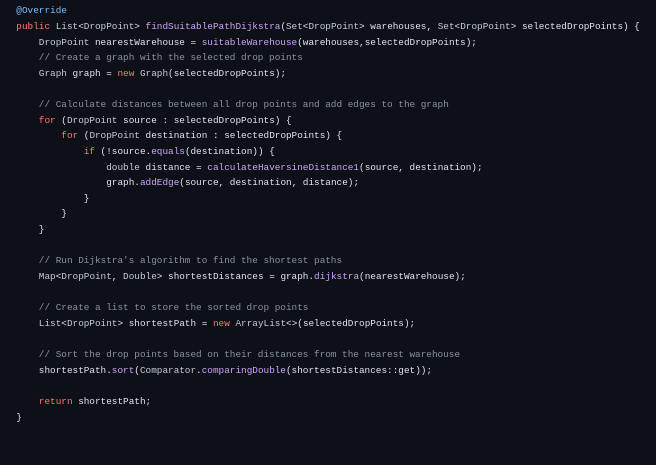 @Override
public List<DropPoint> findSuitablePathDijkstra(Set<DropPoint> warehouses, Set<DropPoint> selectedDropPoints) {
    DropPoint nearestWarehouse = suitableWarehouse(warehouses,selectedDropPoints);
    // Create a graph with the selected drop points
    Graph graph = new Graph(selectedDropPoints);

    // Calculate distances between all drop points and add edges to the graph
    for (DropPoint source : selectedDropPoints) {
        for (DropPoint destination : selectedDropPoints) {
            if (!source.equals(destination)) {
                double distance = calculateHaversineDistance1(source, destination);
                graph.addEdge(source, destination, distance);
            }
        }
    }

    // Run Dijkstra's algorithm to find the shortest paths
    Map<DropPoint, Double> shortestDistances = graph.dijkstra(nearestWarehouse);

    // Create a list to store the sorted drop points
    List<DropPoint> shortestPath = new ArrayList<>(selectedDropPoints);

    // Sort the drop points based on their distances from the nearest warehouse
    shortestPath.sort(Comparator.comparingDouble(shortestDistances::get));

    return shortestPath;
}